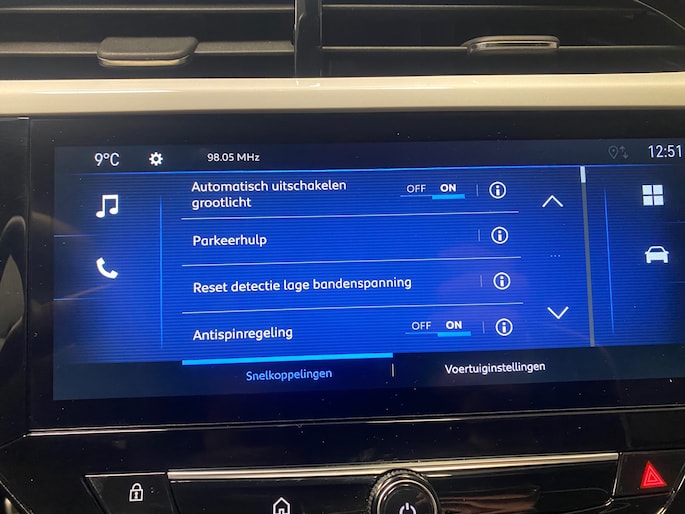 9°C 98.05 MHz 12:51
Automatisch uitschakelen
grootlicht
OFF ON
Parkeerhulp
Reset detectie lage bandenspanning
Antispinregeling OFF ON
Snelkoppelingen Voertuiginstellingen